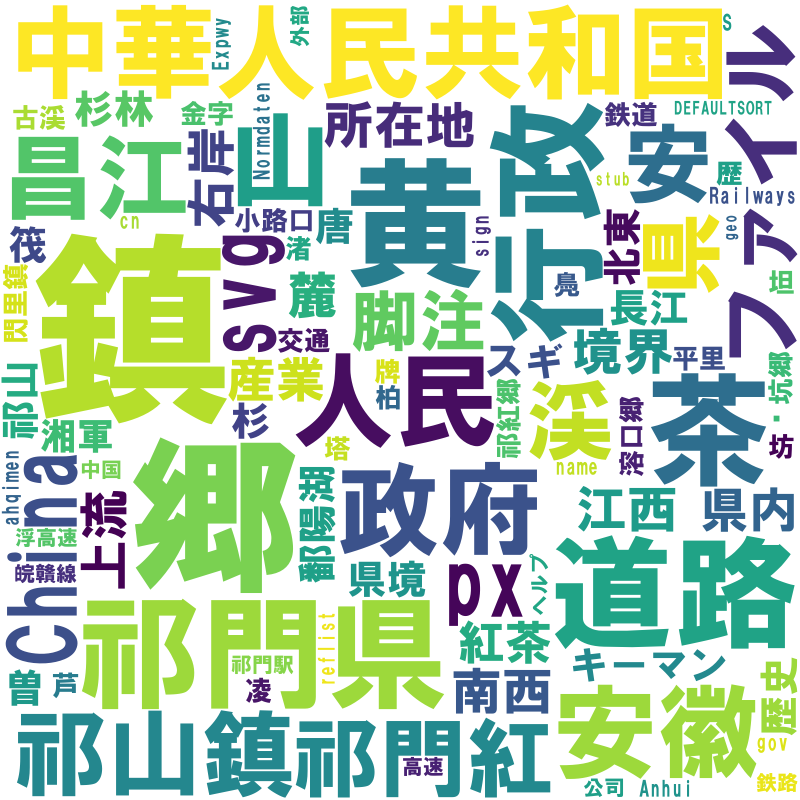 中華人民共和国
Expwy
外部
S
ファイル
古渓
杉林
金字
Normdaten
巨
所在地
鉄道
DEFAULTSORT
昌江
右岸
黄
行政
安
歴
stub
Railways
cn
小路口
唐
sign
北東
県
geo
筏
渚
鎮
svg
麓
鳧
長江
臿
閃里鎮
脚注
交通
スギ
境界
平里
祁山
産業
牌
柏
人民
祁紅郷
渓
洛口郷
茶
・坑郷
杉
湘軍
塔
坊
name
ahqimen
China
中国
上流
郷
鄱陽湖
政府
江西
県内
浮高速
皖贛線
県境
px
ヘルプ
道路
祁門県
reflist
祁門駅
紅茶
キーマン
曽
芦
凌
南西
安徽
歴史
gov
祁山鎮
祁門紅
高速
公司
Anhui
鉄路